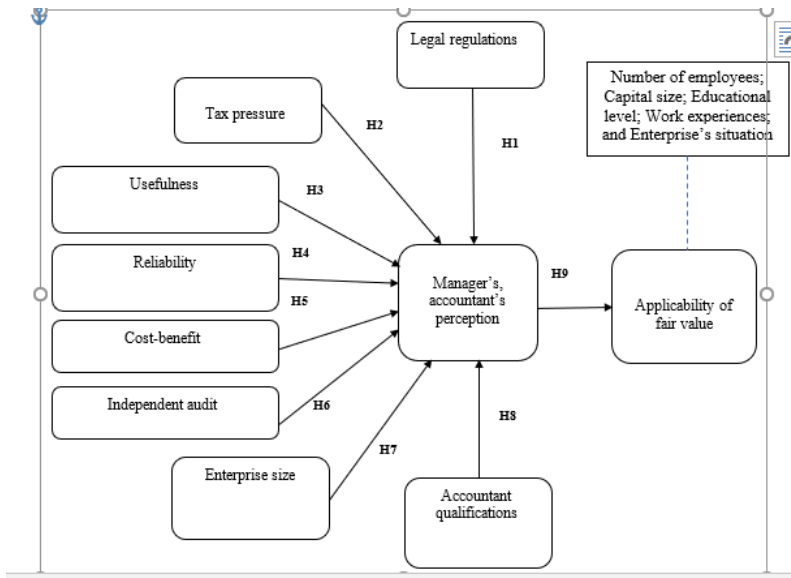 Legal regulations
Number of employees;
Capital size; Educational
level; Work experiences;
and Enterprise's situation
Tax pressure
H2
H1
Usefulness
H3
Reliability
H4
H5
Manager's,
accountant's
perception
H9
Applicability of
fair value
Cost-benefit
Independent audit
H6
H7
H8
Enterprise size
Accountant
qualifications